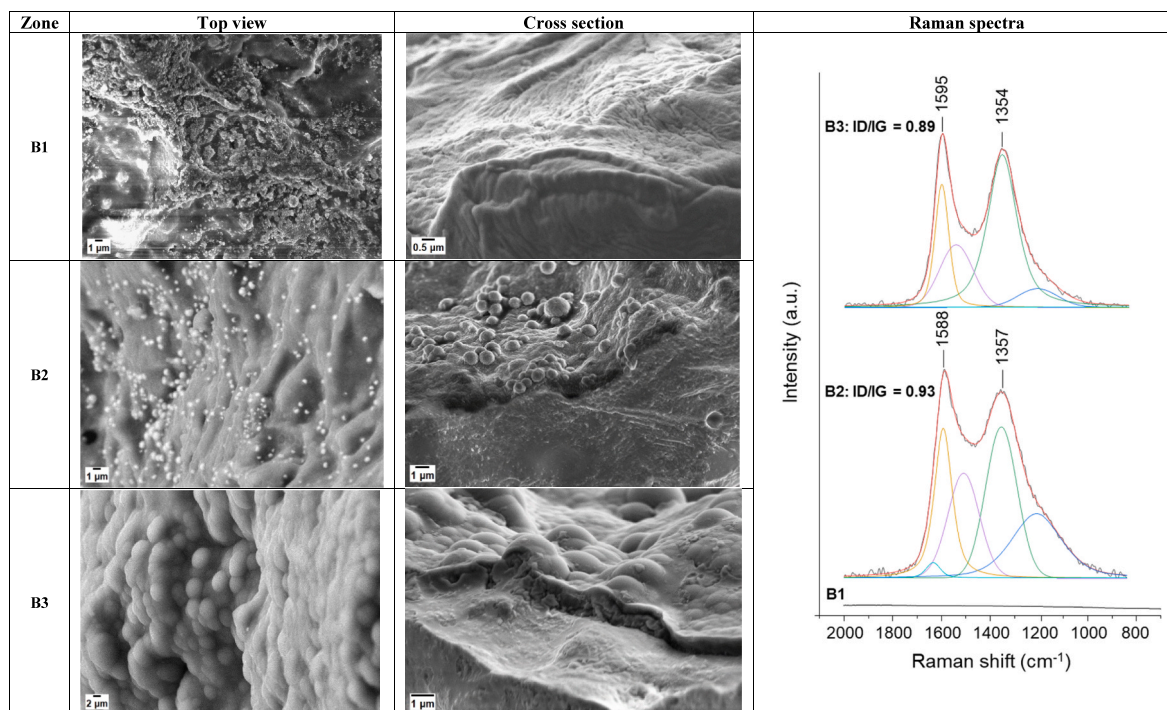 Zone Top view Cross section Raman spectra
B1
1 µm
0.5 µm
B2
1 µm
1 µm
B3
2 µm
1 µm
1595
1354
B3: ID/IG = 0.89
1588
1357
B2: ID/IG = 0.93
B1
Intensity (a.u.)
2000 1600 1400 1200 1000 800
Raman shift (cm⁻¹)